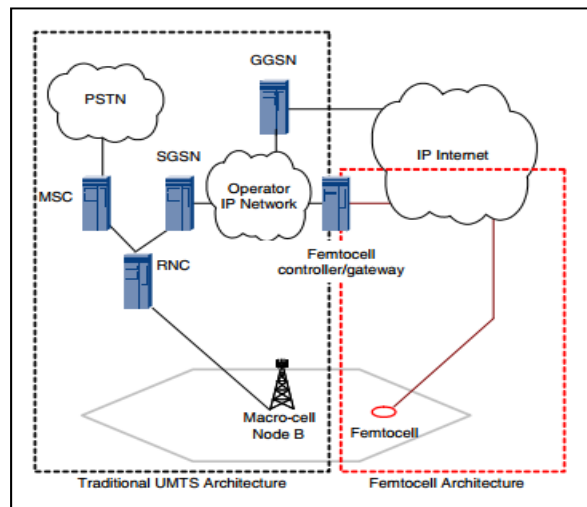 GGSN
PSTN
SGSN
IP Internet
MSC
Operator
IP Network
Femtocell
controller/gateway
RNC
Macro-cell
Node B
Femtocell
Traditional UMTS Architecture
Femtocell Architecture